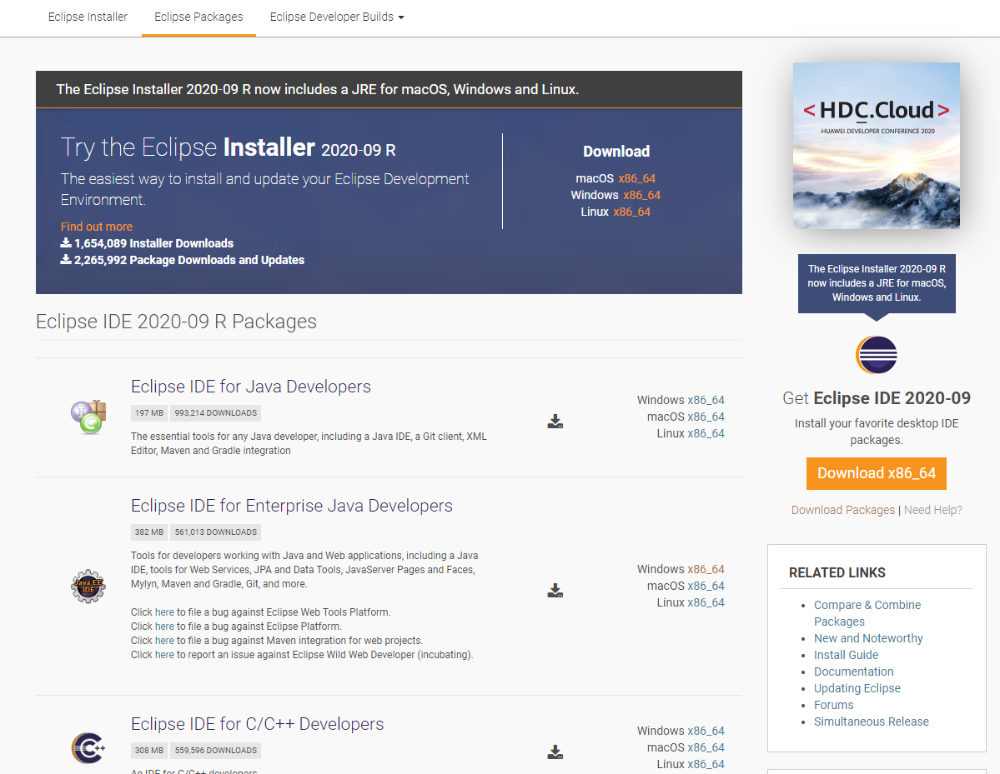 Eclipse Installer
Eclipse Packages
Eclipse Developer Builds
The Eclipse Installer 2020-09 R now includes a JRE for macOS, Windows and Linux.
Try the Eclipse Installer 2020-09 R
The easiest way to install and update your Eclipse Development
Environment.
Find out more
1,654,089 Installer Downloads
2,265,992 Package Downloads and Updates
Download
macOS x86_64
Windows x86_64
Linux x86_64
Eclipse IDE 2020-09 R Packages
Eclipse IDE for Java Developers
197 MB 993,214 DOWNLOADS
The essential tools for any Java developer, including a Java IDE, a Git client, XML
Editor, Maven and Gradle integration
Windows x86_64
macOS x86_64
Linux x86_64
Eclipse IDE for Enterprise Java Developers
382 MB 561,013 DOWNLOADS
Tools for developers working with Java and Web applications, including a Java
IDE, tools for Web Services, JPA and Data Tools, JavaServer Pages and Faces,
Mylyn, Maven and Gradle, Git, and more.
Click here to file a bug against Eclipse Web Tools Platform.
Click here to file a bug against Eclipse Platform.
Click here to file a bug against Maven integration for web projects.
Click here to report an issue against Eclipse Wild Web Developer (incubating).
Java EE
IDE
Windows x86_64
macOS x86_64
Linux x86_64
Eclipse IDE for C/C++ Developers
308 MB 559,596 DOWNLOADS
An IDE for C/C++ developers
C++
Windows x86_64
macOS x86_64
Linux x86_64
<HDC.Cloud>
HUAWEI DEVELOPER CONFERENCE 2020
The Eclipse Installer 2020-09 R
now includes a JRE for macOS,
Windows and Linux.
Get Eclipse IDE 2020-09
Install your favorite desktop IDE
packages.
Download x86_64
Download Packages | Need Help?
RELATED LINKS
Compare & Combine
Packages
New and Noteworthy
Install Guide
Documentation
Updating Eclipse
Forums
Simultaneous Release